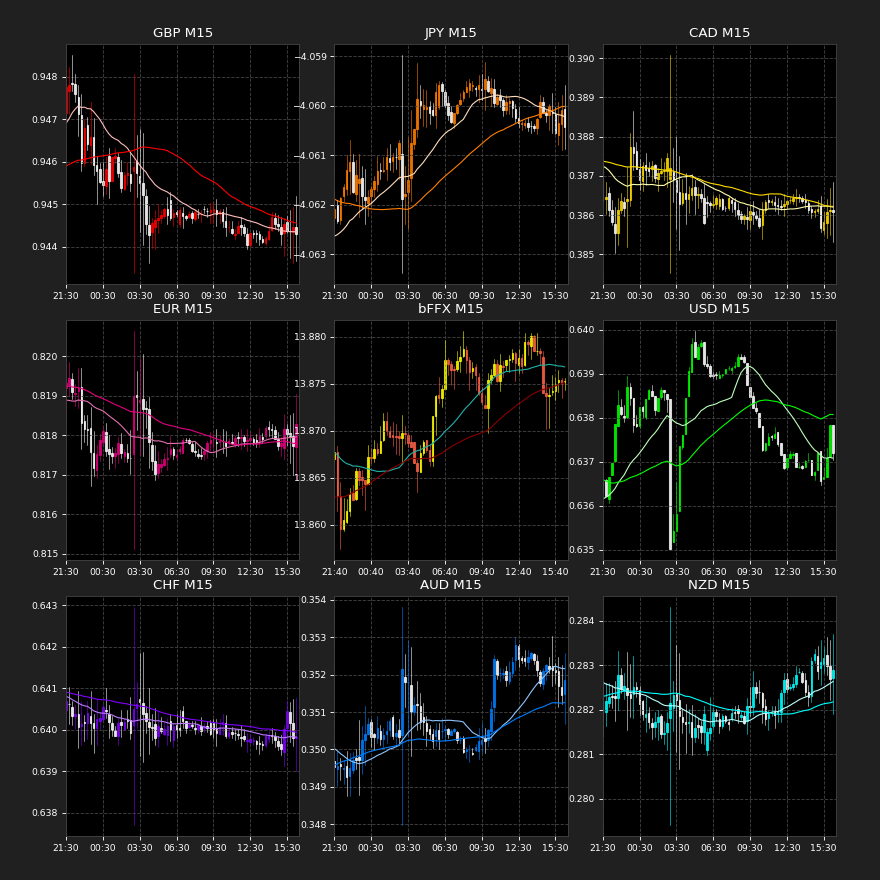 GBP M15
JPY M15
CAD M15
0.948
0.947
0.946
0.945
0.944
21:30 00:30 03:30 06:30 09:30 12:30 15:30
−4.059
−4.060
−4.061
−4.062
−4.063
21:30 00:30 03:30 06:30 09:30 12:30 15:30
0.390
0.389
0.388
0.387
0.386
0.385
21:30 00:30 03:30 06:30 09:30 12:30 15:30
EUR M15
bFFX M15
USD M15
0.820
0.819
0.818
0.817
0.816
0.815
21:30 00:30 03:30 06:30 09:30 12:30 15:30
13.880
13.875
13.870
13.865
13.860
21:40 00:40 03:40 06:40 09:40 12:40 15:40
0.640
0.639
0.638
0.637
0.636
0.635
21:30 00:30 03:30 06:30 09:30 12:30 15:30
CHF M15
AUD M15
NZD M15
0.643
0.642
0.641
0.640
0.639
0.638
21:30 00:30 03:30 06:30 09:30 12:30 15:30
0.354
0.353
0.352
0.351
0.350
0.349
0.348
21:30 00:30 03:30 06:30 09:30 12:30 15:30
0.284
0.283
0.282
0.281
0.280
21:30 00:30 03:30 06:30 09:30 12:30 15:30